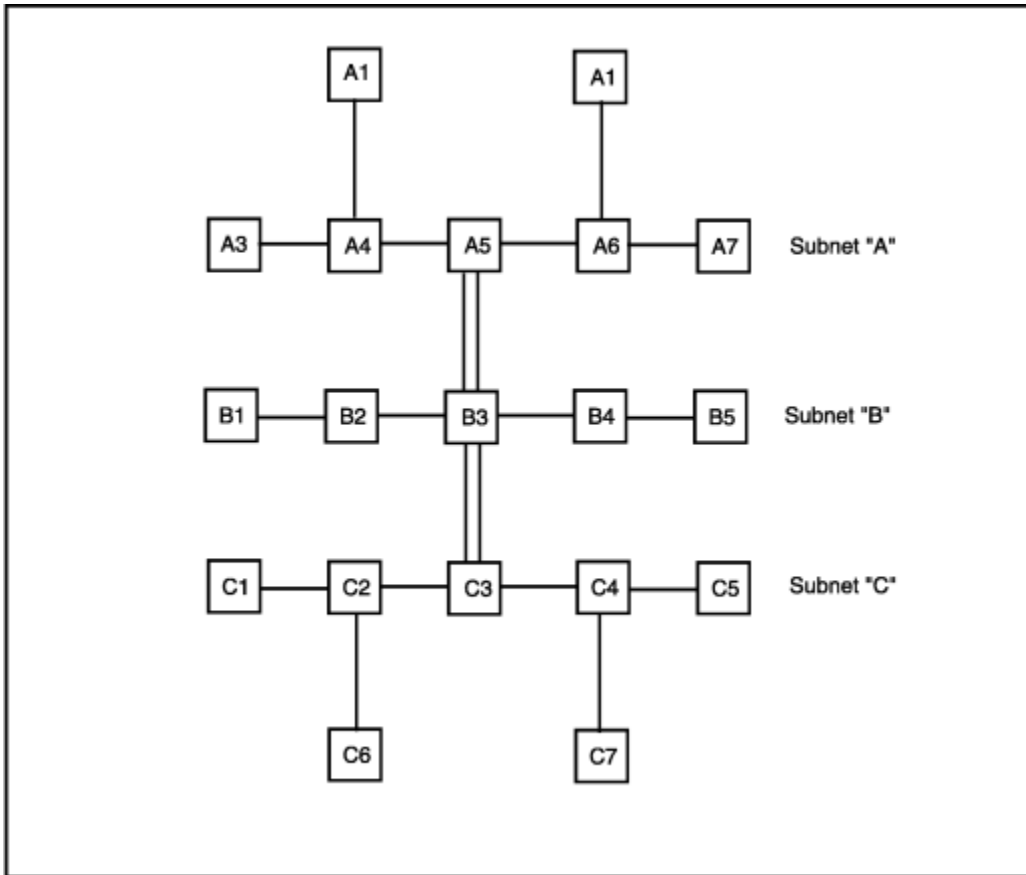 A1 A1
A3 A4 A5 A6 A7 Subnet "A"
B1 B2 B3 B4 B5 Subnet "B"
C1 C2 C3 C4 C5 Subnet "C"
C6 C7